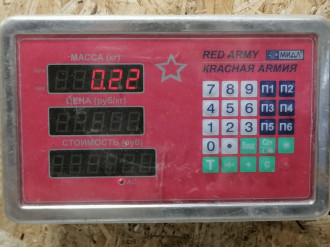 МАССА (кг)
0.22
RED ARMY
МИДЛ
КРАСНАЯ АРМИЯ
ЦЕНА (руб/кг)
СТОИМОСТЬ (руб)
7 8 9 П1 П2
4 5 6 П3 П4
1 2 3 П5 П6
0
T C